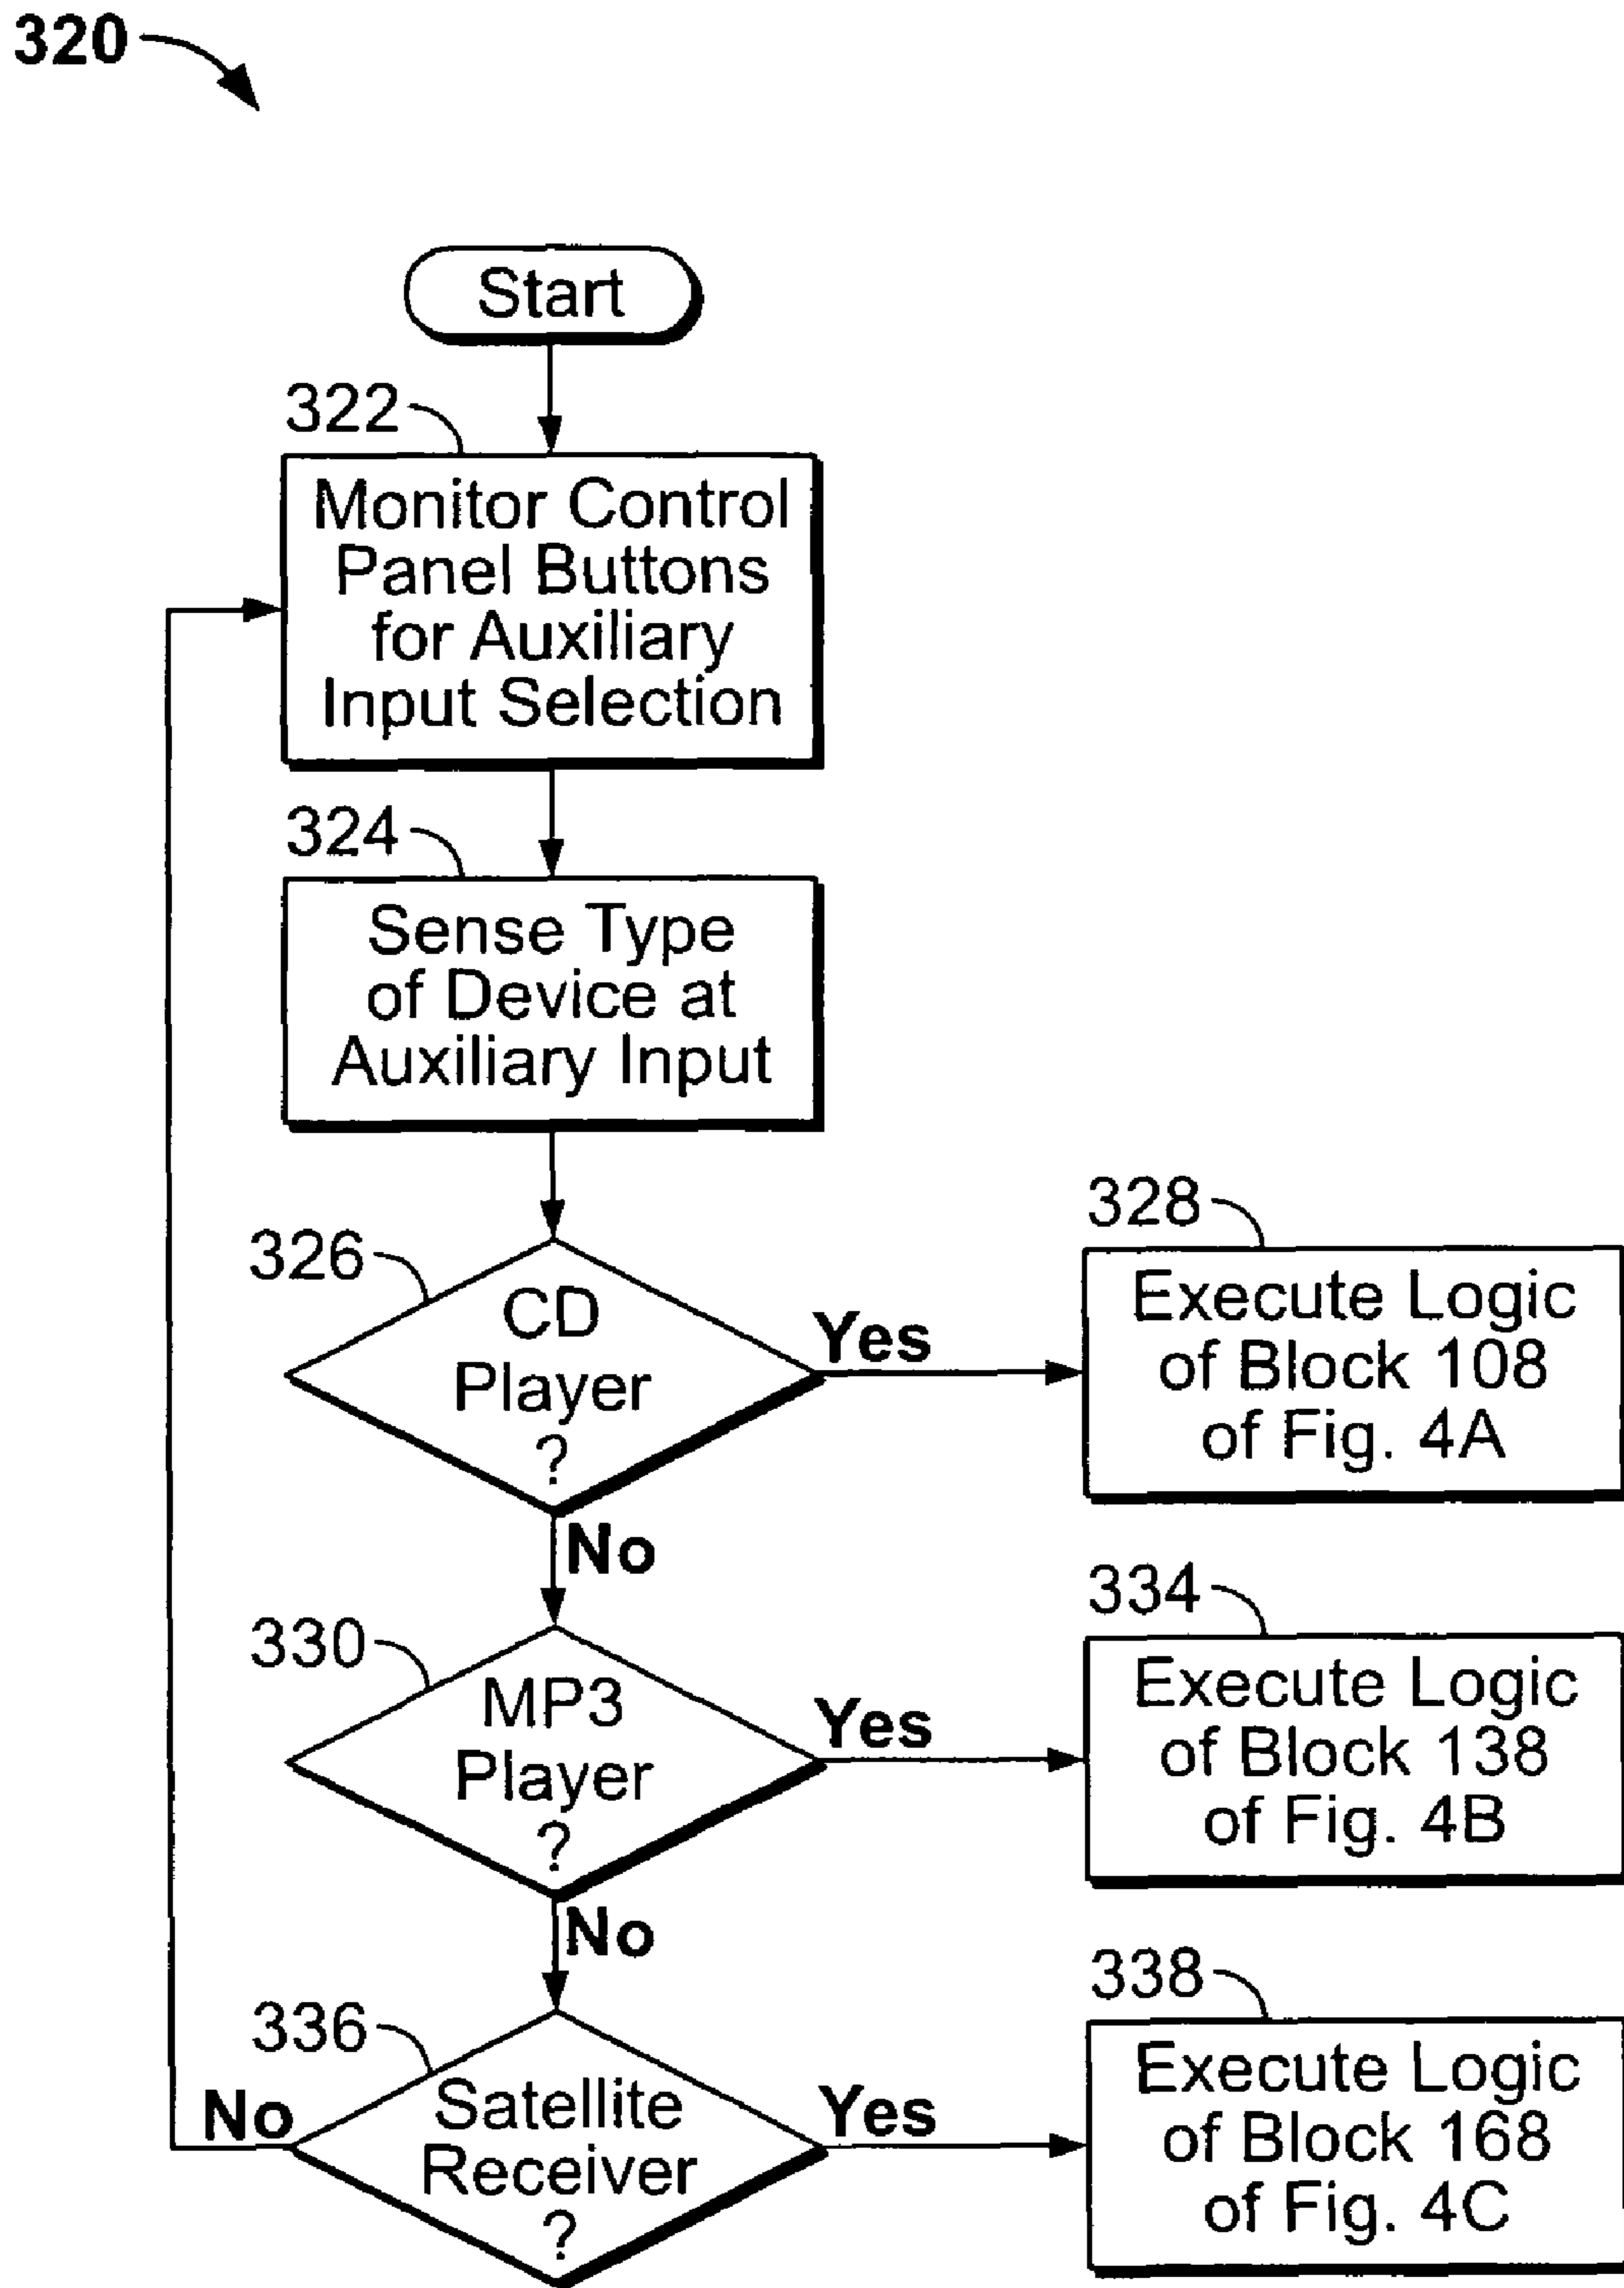 320
Start
322
Monitor Control
Panel Buttons
for Auxiliary
Input Selection
324
Sense Type
of Device at
Auxiliary Input
326
CD
Player
?
Yes
328
Execute Logic
of Block 108
of Fig. 4A
No
330
MP3
Player
?
Yes
334
Execute Logic
of Block 138
of Fig. 4B
No
336
Satellite
Receiver
?
No
Yes
338
Execute Logic
of Block 168
of Fig. 4C